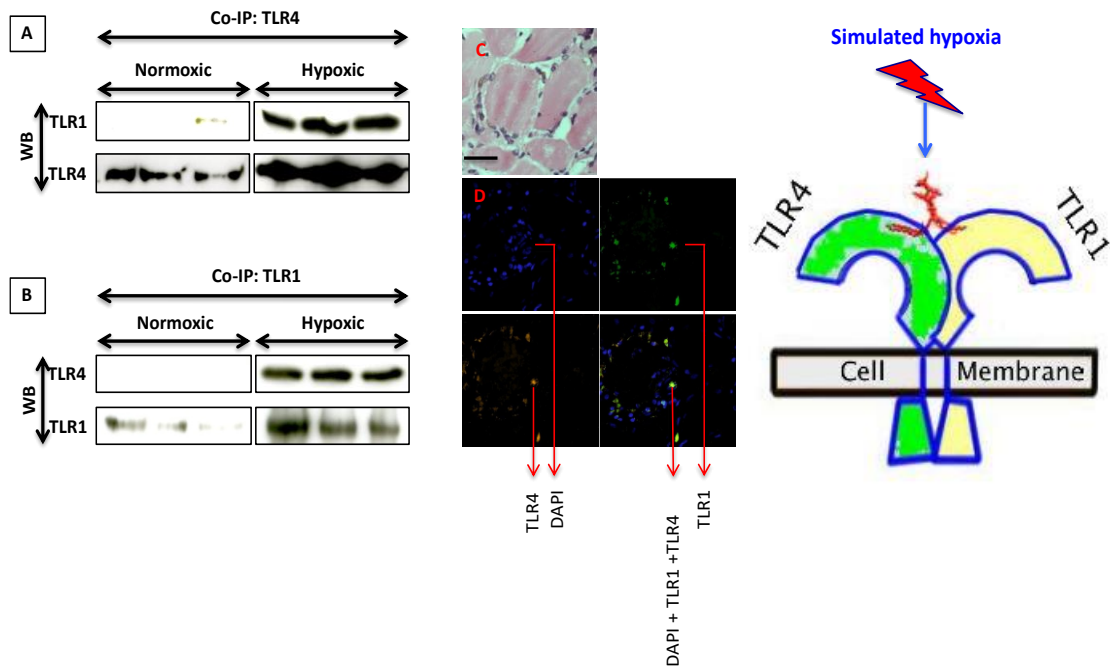 A
Co-IP: TLR4
Normoxic
Hypoxic
WB
TLR1
TLR4
B
Co-IP: TLR1
Normoxic
Hypoxic
WB
TLR4
TLR1
C
D
TLR4
DAPI
DAPI + TLR1 +TLR4
TLR1
Simulated hypoxia
TLR4
TLR1
Cell
Membrane